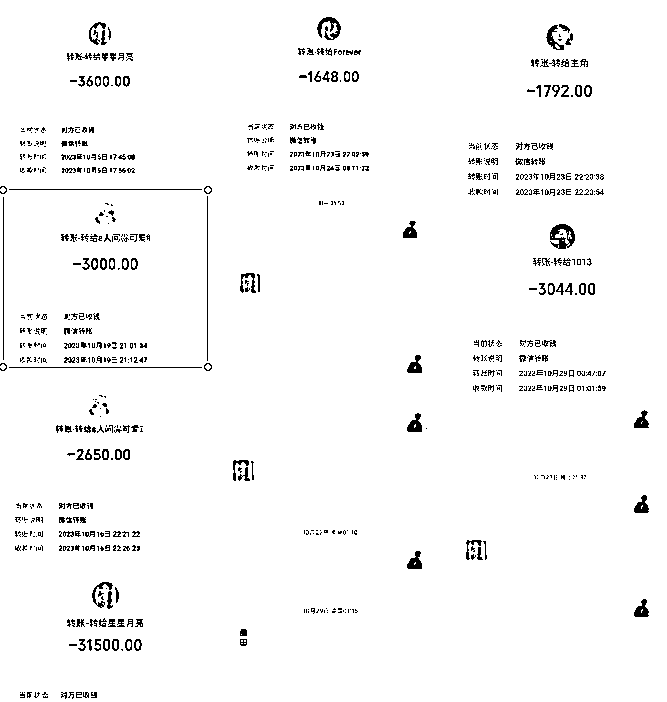 转账-转给星星月亮
-3600.00
当前状态 对方已收钱
转账说明 微信转账
转账时间 2023年10月5日 17:45:08
收款时间 2023年10月5日 17:56:02
转账-转给
人间你可爱
-3000.00
当前状态 对方已收钱
转账说明 微信转账
转账时间 2023年10月19日 21:01:34
收款时间 2023年10月19日 21:12:47
转账-转给
人间你可爱
-2650.00
当前状态 对方已收钱
转账说明 微信转账
转账时间 2023年10月16日 22:21:22
收款时间 2023年10月16日 22:26:29
转账-转给星星月亮
-31500.00
当前状态 对方已收钱
转账-转给Forever
-1648.00
当前状态 对方已收钱
转账说明 微信转账
转账时间 2023年10月23日
收款时间 2023年10月24日
转账-转给主角
-1792.00
当前状态 对方已收钱
转账说明 微信转账
转账时间 2023年10月23日 22:20:38
收款时间 2023年10月23日 22:20:54
转账-转给1013
-3044.00
当前状态 对方已收钱
转账说明 微信转账
转账时间 2023年10月29日 00:47:07
收款时间 2023年10月29日 01:01:59